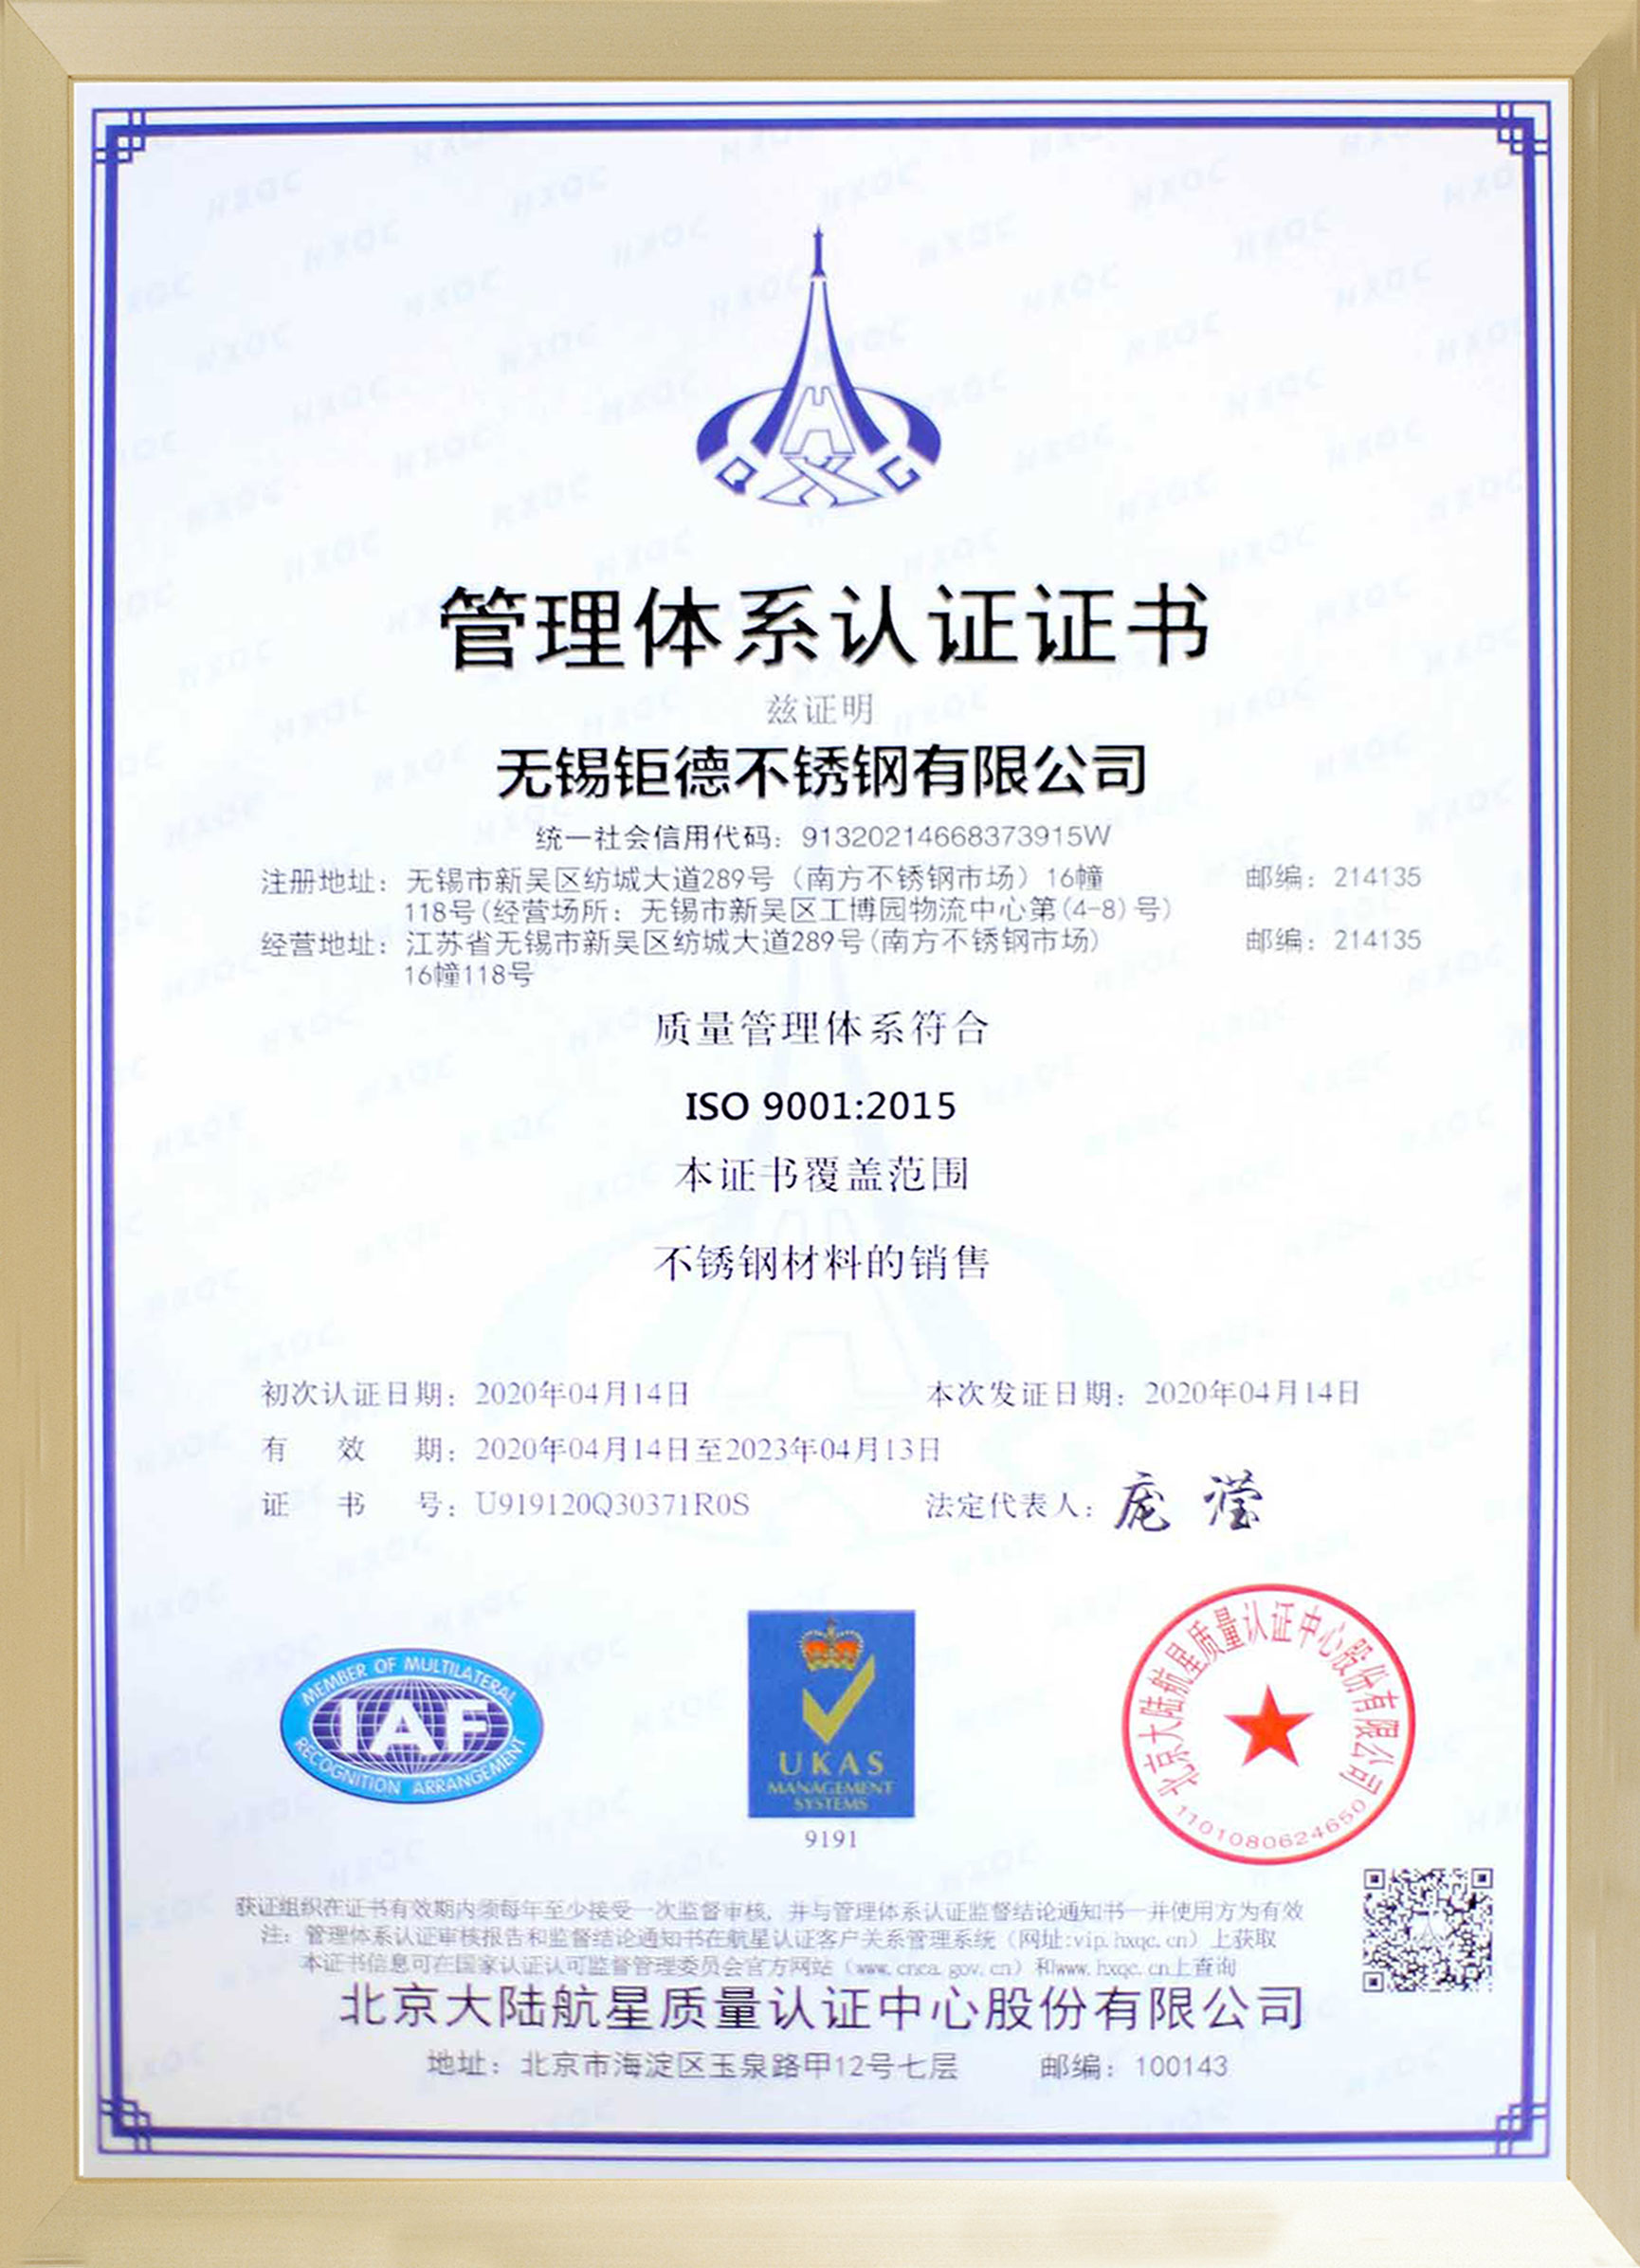 管理体系认证证书
兹证明
无锡钜德不锈钢有限公司
统一社会信用代码：91320214668373915W
注册地址：无锡市新吴区纺城大道289号（南方不锈钢市场）16幢 邮编：214135
118号(经营场所：无锡市新吴区工博园物流中心第(4-8)号)
经营地址：江苏省无锡市新吴区纺城大道289号(南方不锈钢市场) 邮编：214135
16幢118号
质量管理体系符合
ISO 9001:2015
本证书覆盖范围
不锈钢材料的销售
初次认证日期：2020年04月14日 本次发证日期：2020年04月14日
有效期：2020年04月14日至2023年04月13日
证书号：U919120Q30371R0S 法定代表人：庞滢
MEMBER OF MULTILATERAL
IAF
RECOGNITION ARRANGEMENT
UKAS
MANAGEMENT
SYSTEMS
9191
北京大陆航星质量认证中心股份有限公司
1101080624650
获证组织在证书有效期内须每年至少接受一次监督审核，并与管理体系认证监督结论通知书一并使用方为有效
注：管理体系认证审核报告和监督结论通知书在航星认证客户关系管理系统（网址:vip.hxqc.cn）上获取
本证书信息可在国家认证认可监督管理委员会官方网站（www.cnca.gov.cn）和www.hxqc.cn上查询
北京大陆航星质量认证中心股份有限公司
地址：北京市海淀区玉泉路甲12号七层 邮编：100143